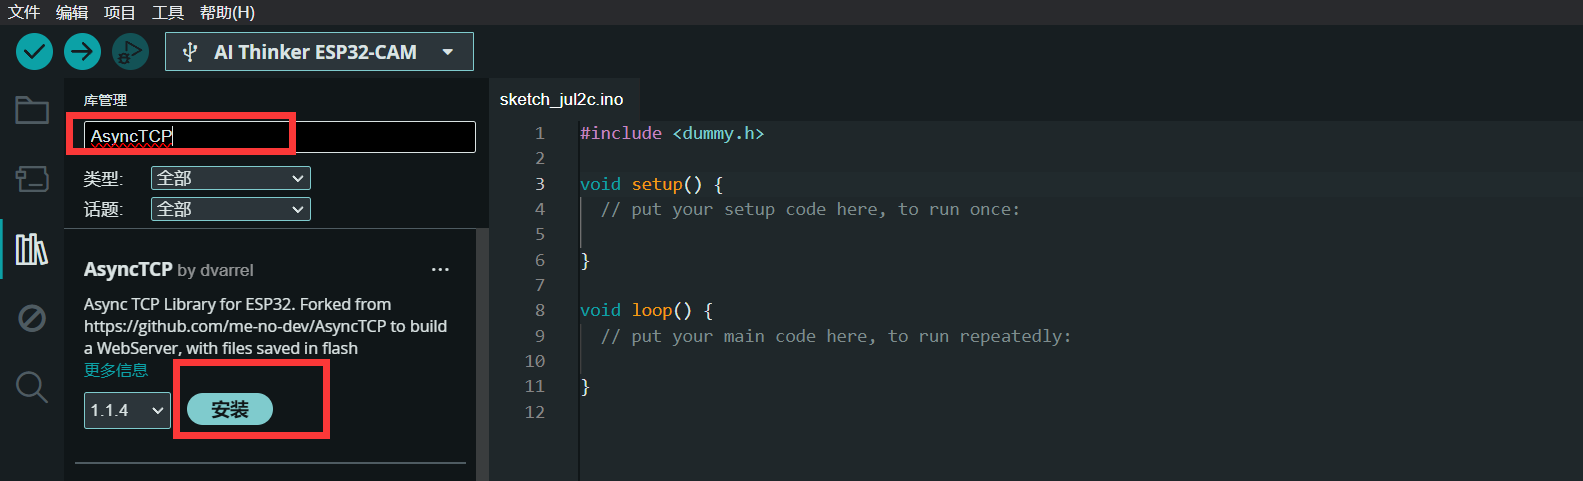 文件 编辑 项目 工具 帮助(H)
AI Thinker ESP32-CAM
库管理
AsyncTCP
类型: 全部
话题: 全部
AsyncTCP by dvarrel ...
Async TCP Library for ESP32. Forked from
https://github.com/me-no-dev/AsyncTCP to build
a WebServer, with files saved in flash
更多信息
1.1.4 安装
sketch_jul2c.ino
1 #include <dummy.h>
2
3 void setup() {
4 // put your setup code here, to run once:
5
6 }
7
8 void loop() {
9 // put your main code here, to run repeatedly:
10
11 }
12